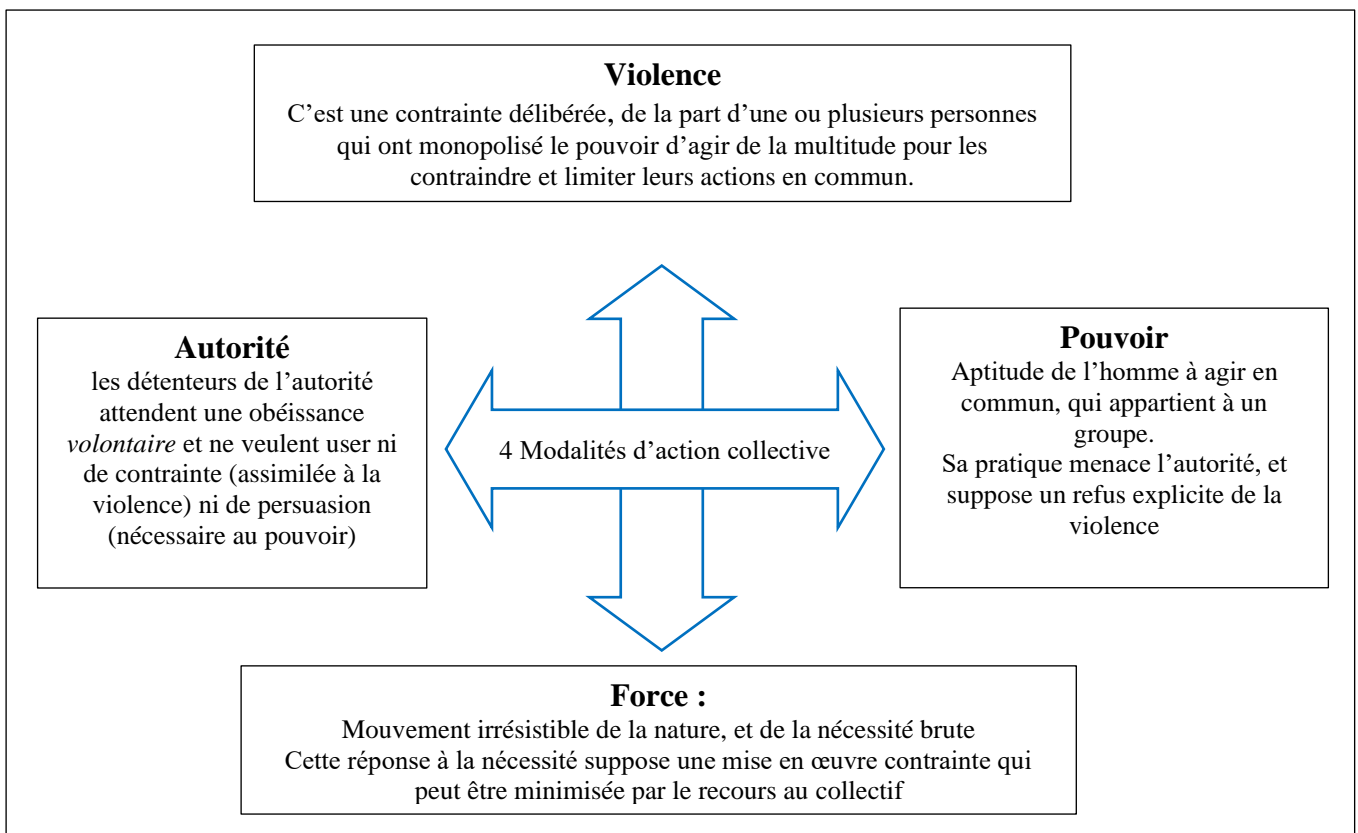 Violence
C’est une contrainte délibérée, de la part d’une ou plusieurs personnes
qui ont monopolisé le pouvoir d’agir de la multitude pour les
contraindre et limiter leurs actions en commun.
Autorité
les détenteurs de l’autorité
attendent une obéissance
volontaire et ne veulent user ni
de contrainte (assimilée à la
violence) ni de persuasion
(nécessaire au pouvoir)
4 Modalités d’action collective
Pouvoir
Aptitude de l’homme à agir en
commun, qui appartient à un
groupe.
Sa pratique menace l’autorité, et
suppose un refus explicite de la
violence
Force :
Mouvement irrésistible de la nature, et de la nécessité brute
Cette réponse à la nécessité suppose une mise en œuvre contrainte qui
peut être minimisée par le recours au collectif